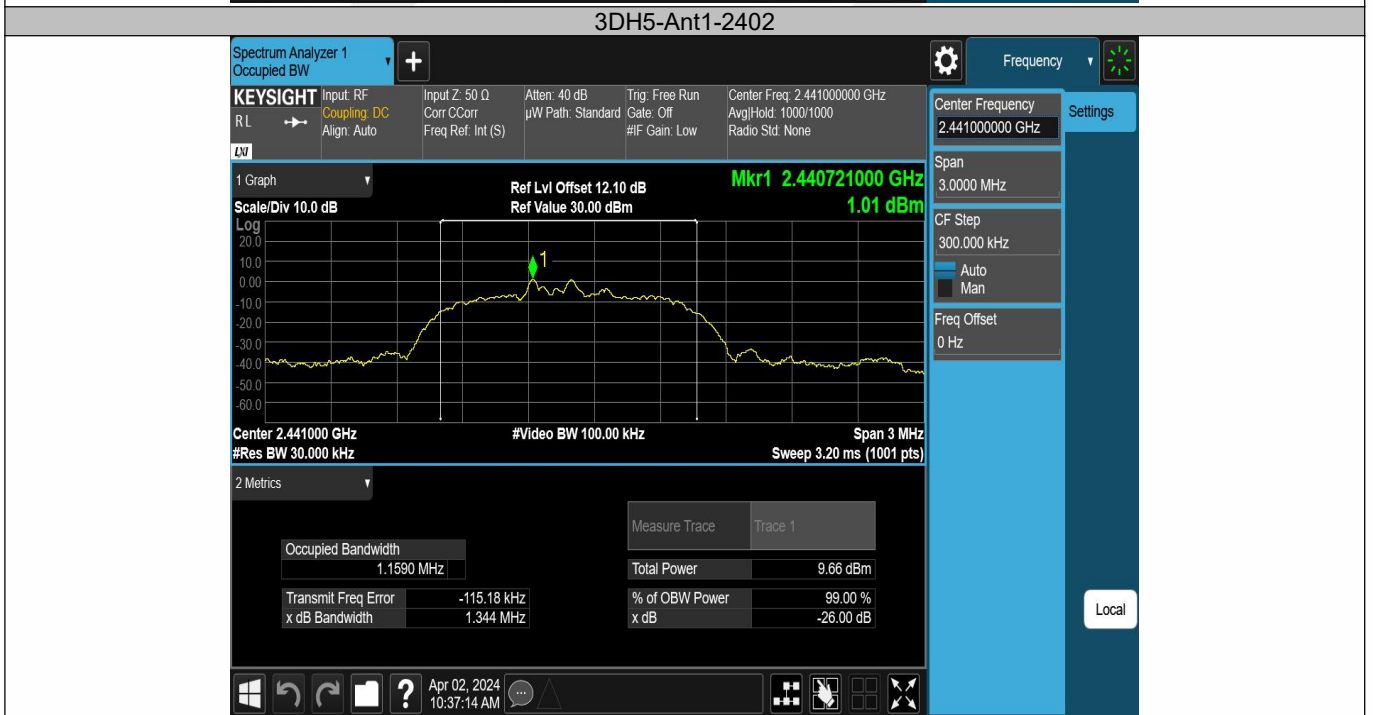 3DH5-Ant1-2402
Spectrum Analyzer 1
Occupied BW
Frequency
KEYSIGHT
R L
LXI
Input: RF
Coupling: DC
Align: Auto
Input Z: 50 Ω
Corr CCorr
Freq Ref: Int (S)
Atten: 40 dB
µW Path: Standard
Trig: Free Run
Gate: Off
#IF Gain: Low
Center Freq: 2.441000000 GHz
Avg|Hold: 1000/1000
Radio Std: None
Center Frequency
2.441000000 GHz
Settings
Span
3.0000 MHz
CF Step
300.000 kHz
Auto
Man
Freq Offset
0 Hz
Local
1 Graph
Scale/Div 10.0 dB
Ref Lvl Offset 12.10 dB
Ref Value 30.00 dBm
Mkr1 2.440721000 GHz
1.01 dBm
Log
20.0
10.0
0.00
-10.0
-20.0
-30.0
-40.0
-50.0
-60.0
1
Center 2.441000 GHz
#Video BW 100.00 kHz
Span 3 MHz
#Res BW 30.000 kHz
Sweep 3.20 ms (1001 pts)
2 Metrics
Measure Trace
Trace 1
Occupied Bandwidth
1.1590 MHz
Total Power
9.66 dBm
Transmit Freq Error
-115.18 kHz
% of OBW Power
99.00 %
x dB Bandwidth
1.344 MHz
x dB
-26.00 dB
?
Apr 02, 2024
10:37:14 AM